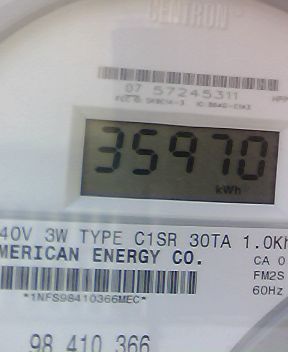 CENTRON
07 57245311
35970
kWh
40V 3W TYPE C1SR 30TA 1.0Kh
MERICAN ENERGY CO.
CA 0
FM2S
60Hz
*1NFS98410366MEC*
98 410 366